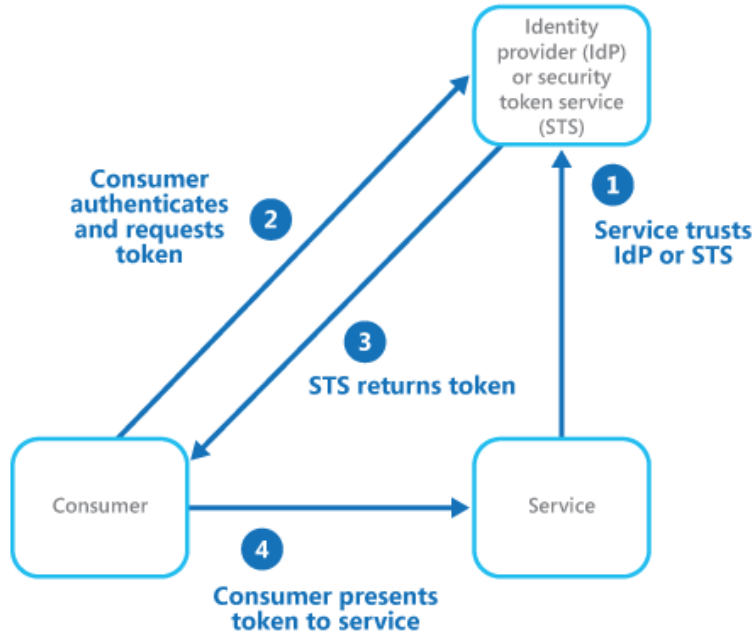 Identity
provider (IdP)
or security
token service
(STS)
1
Service trusts
IdP or STS
Consumer
authenticates
and requests
token
2
3
STS returns token
Consumer
Service
4
Consumer presents
token to service